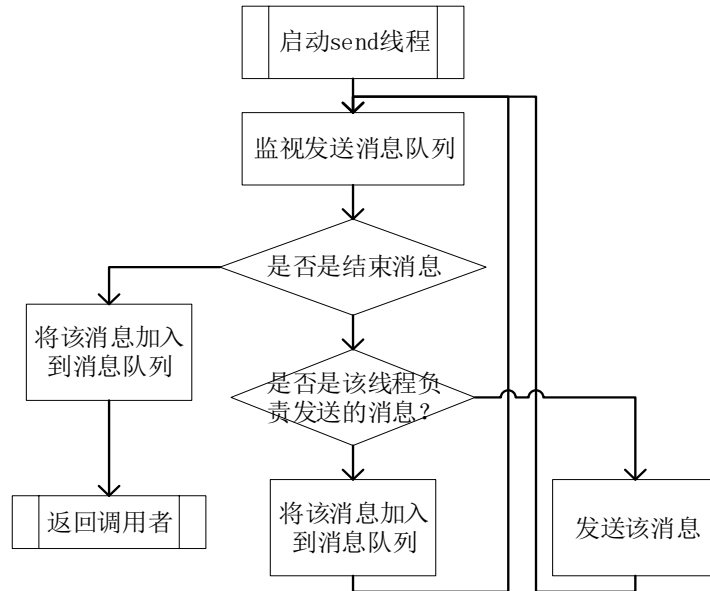 启动send线程
监视发送消息队列
是否是结束消息
将该消息加入
到消息队列
是否是该线程负
责发送的消息？
返回调用者
将该消息加入
到消息队列
发送该消息